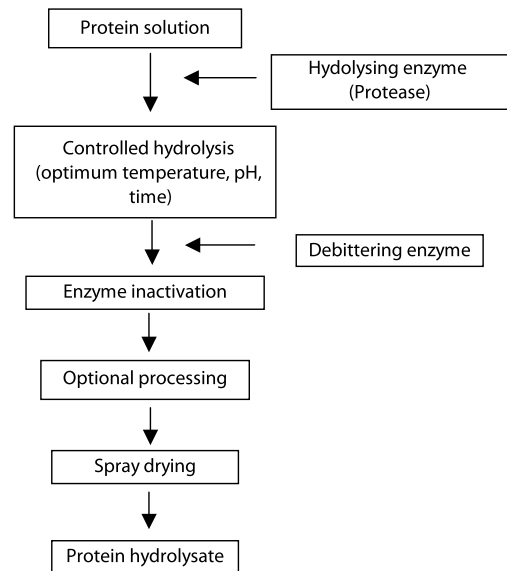 Protein solution
Hydolysing enzyme
(Protease)
Controlled hydrolysis
(optimum temperature, pH,
time)
Debittering enzyme
Enzyme inactivation
Optional processing
Spray drying
Protein hydrolysate